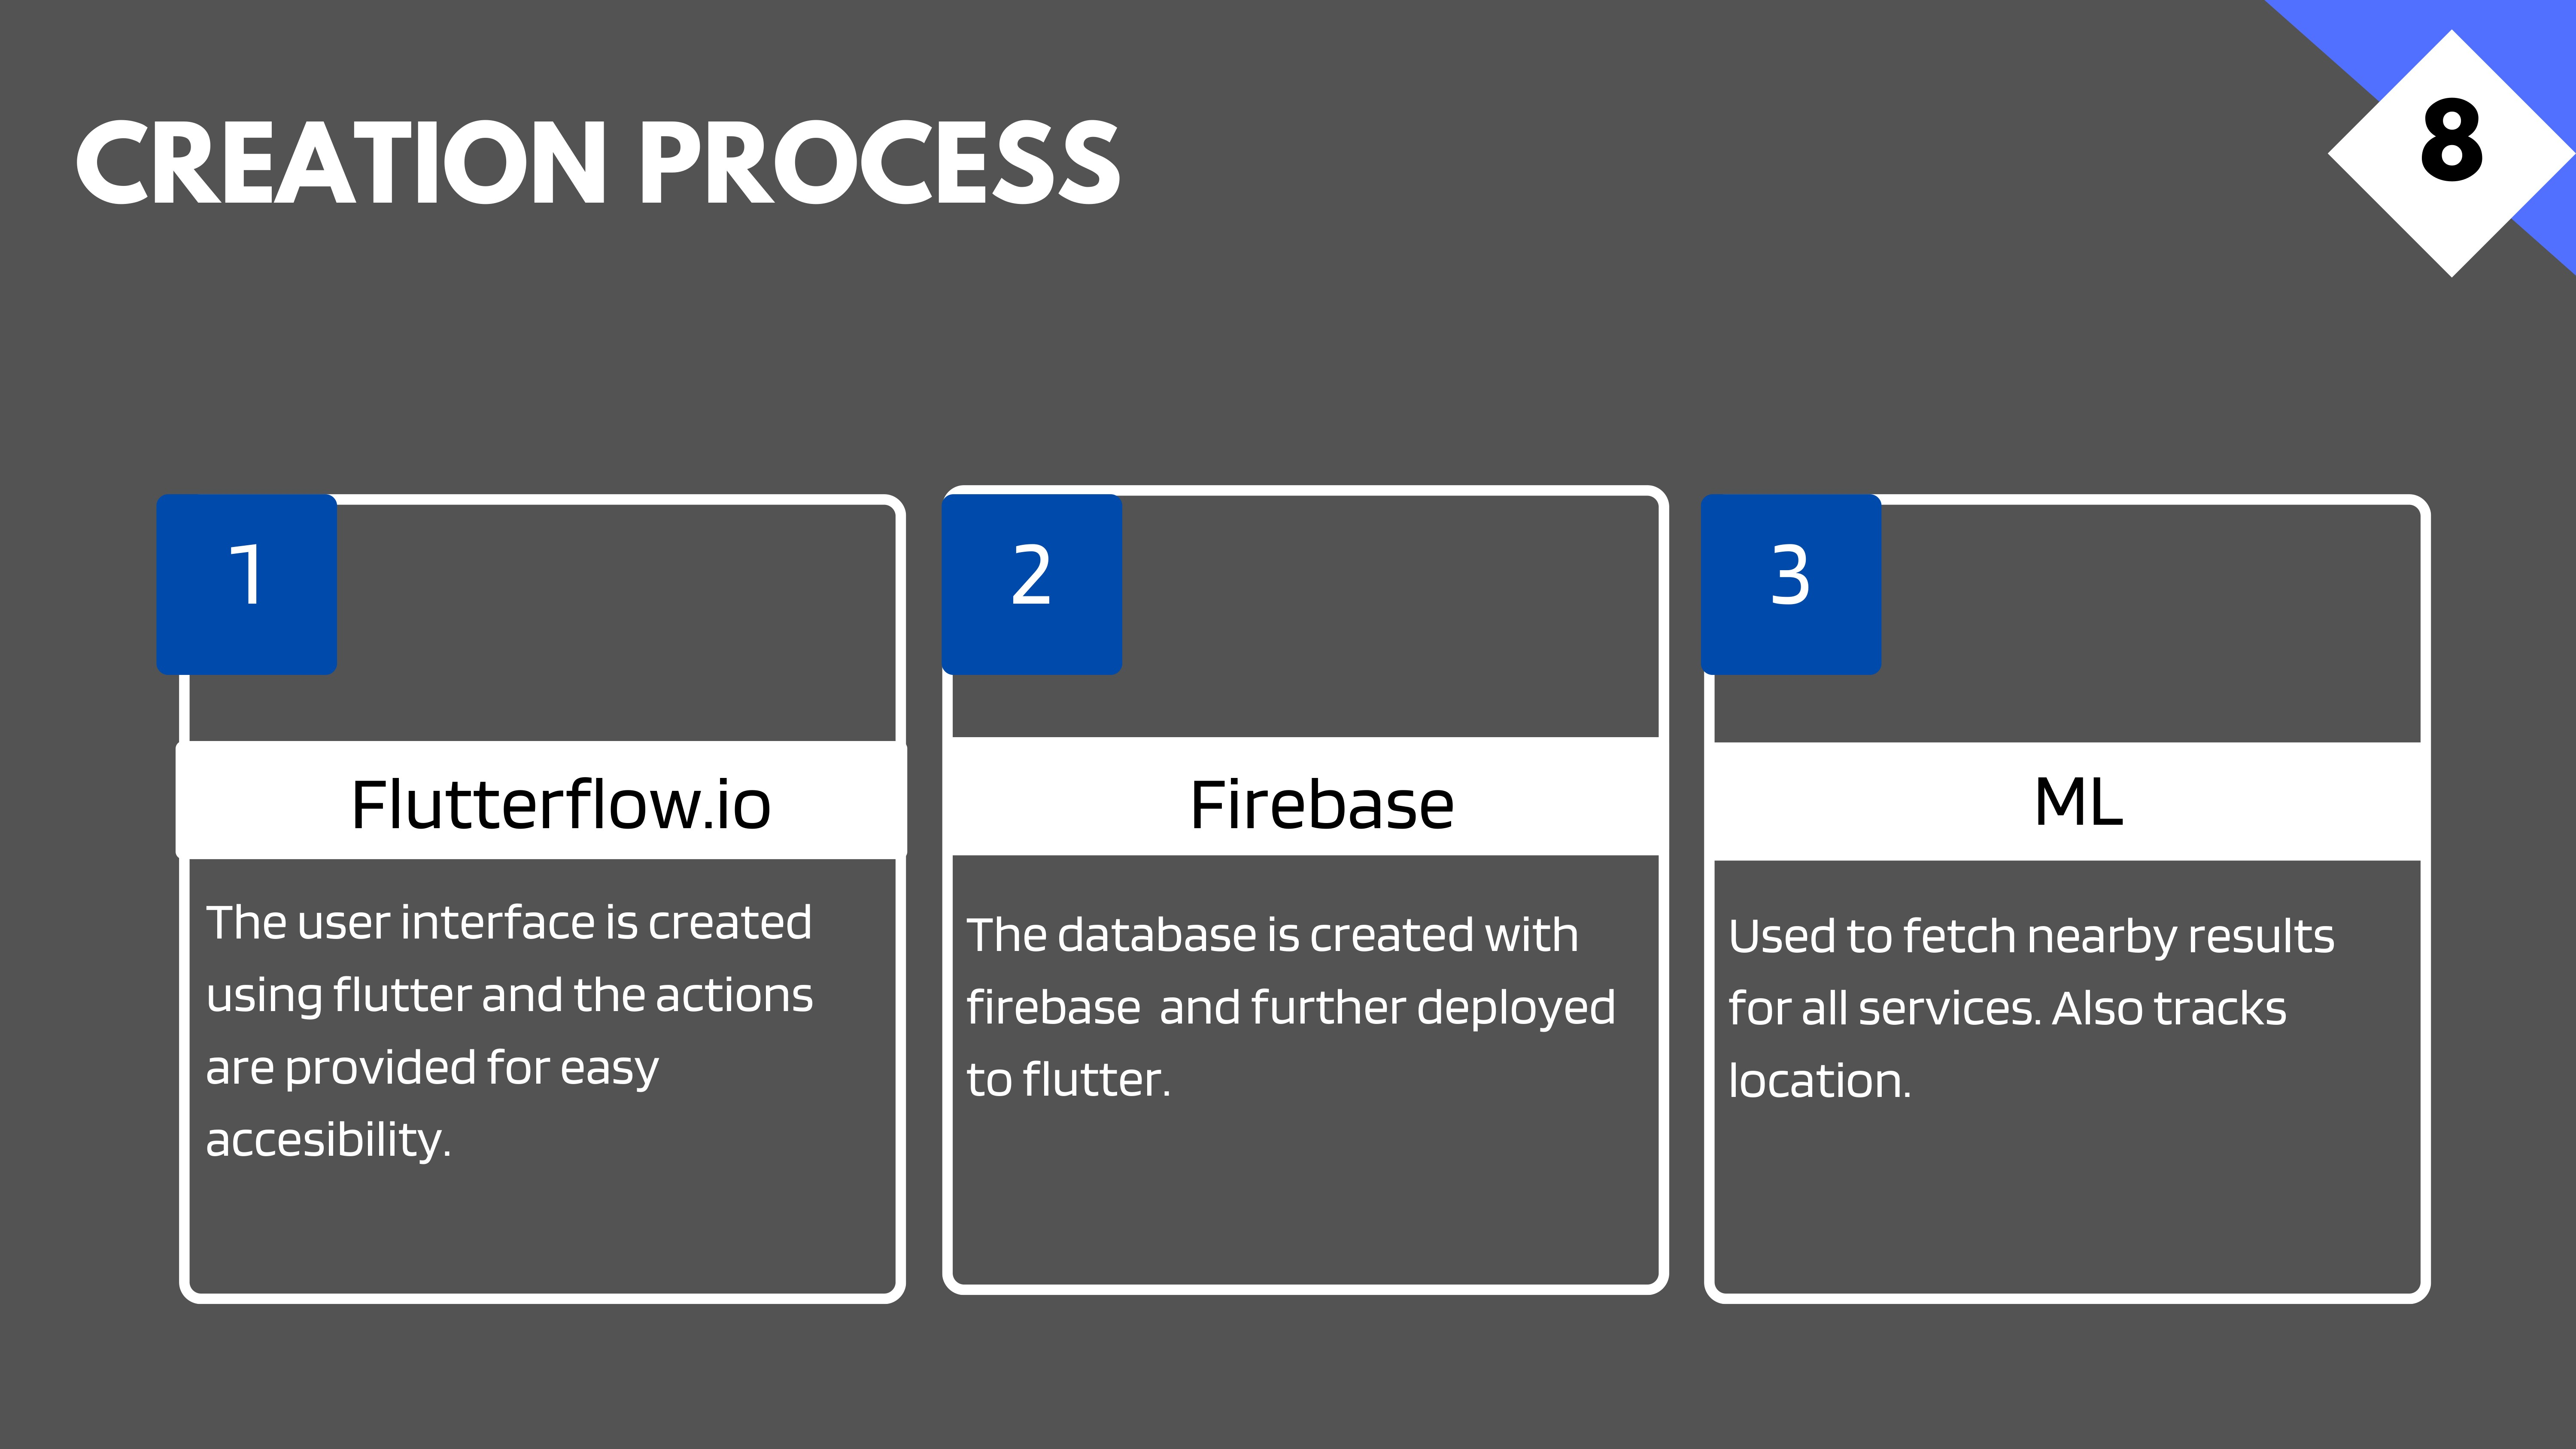 CREATION PROCESS
8
1
Flutterflow.io
The user interface is created
using flutter and the actions
are provided for easy
accesibility.
2
Firebase
The database is created with
firebase  and further deployed
to flutter.
3
ML
Used to fetch nearby results
for all services. Also tracks
location.